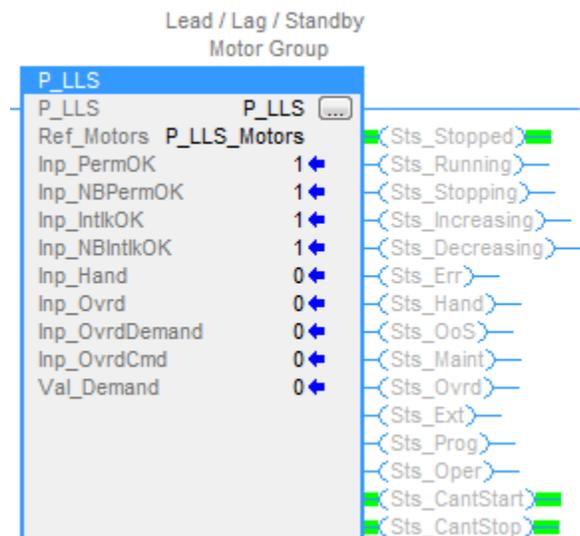 Lead / Lag / Standby
Motor Group
P_LLS
P_LLS P_LLS ...
Ref_Motors P_LLS_Motors Sts_Stopped
Inp_PermOK 1 Sts_Running
Inp_NBPermOK 1 Sts_Stopping
Inp_IntlkOK 1 Sts_Increasing
Inp_NBIntlkOK 1 Sts_Decreasing
Inp_Hand 0 Sts_Err
Inp_Ovrd 0 Sts_Hand
Inp_OvrdDemand 0 Sts_OoS
Inp_OvrdCmd 0 Sts_Maint
Val_Demand 0 Sts_Ovrd
Sts_Ext
Sts_Prog
Sts_Oper
Sts_CantStart
Sts_CantStop